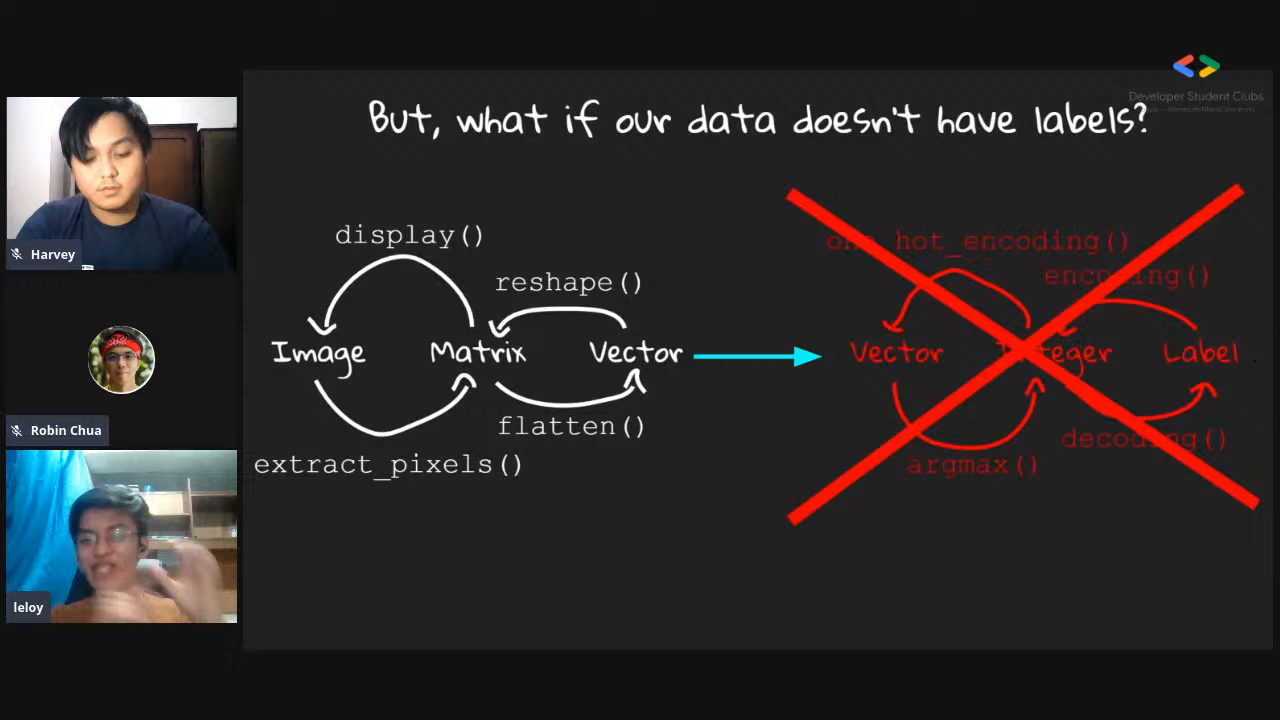 Developer Student Clubs
But, what if our data doesn't have labels?
display()
reshape()
Image
Matrix
Vector
flatten()
extract_pixels()
one_hot_encoding()
encoding()
Vector
Integer
Label
decoding()
argmax()
Harvey
Robin Chua
leloy